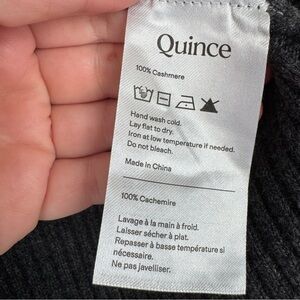 Quince
100% Cashmere
Hand wash cold.
Lay flat to dry.
Iron at low temperature if needed.
Do not bleach.
Made in China
100% Cachemire
Lavage à la main à froid.
Laisser sécher à plat.
Repasser à basse température si
nécessaire.
Ne pas javelliser.